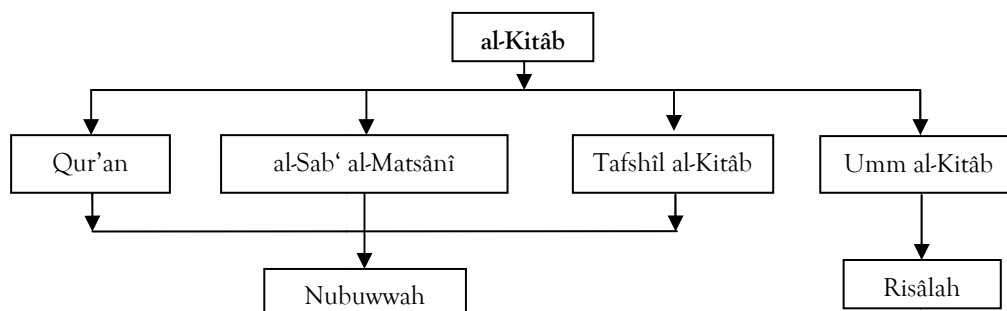 al-Kitâb
Qur’an
al-Sab‘ al-Matsânî
Tafshîl al-Kitâb
Umm al-Kitâb
Nubuwwah
Risâlah